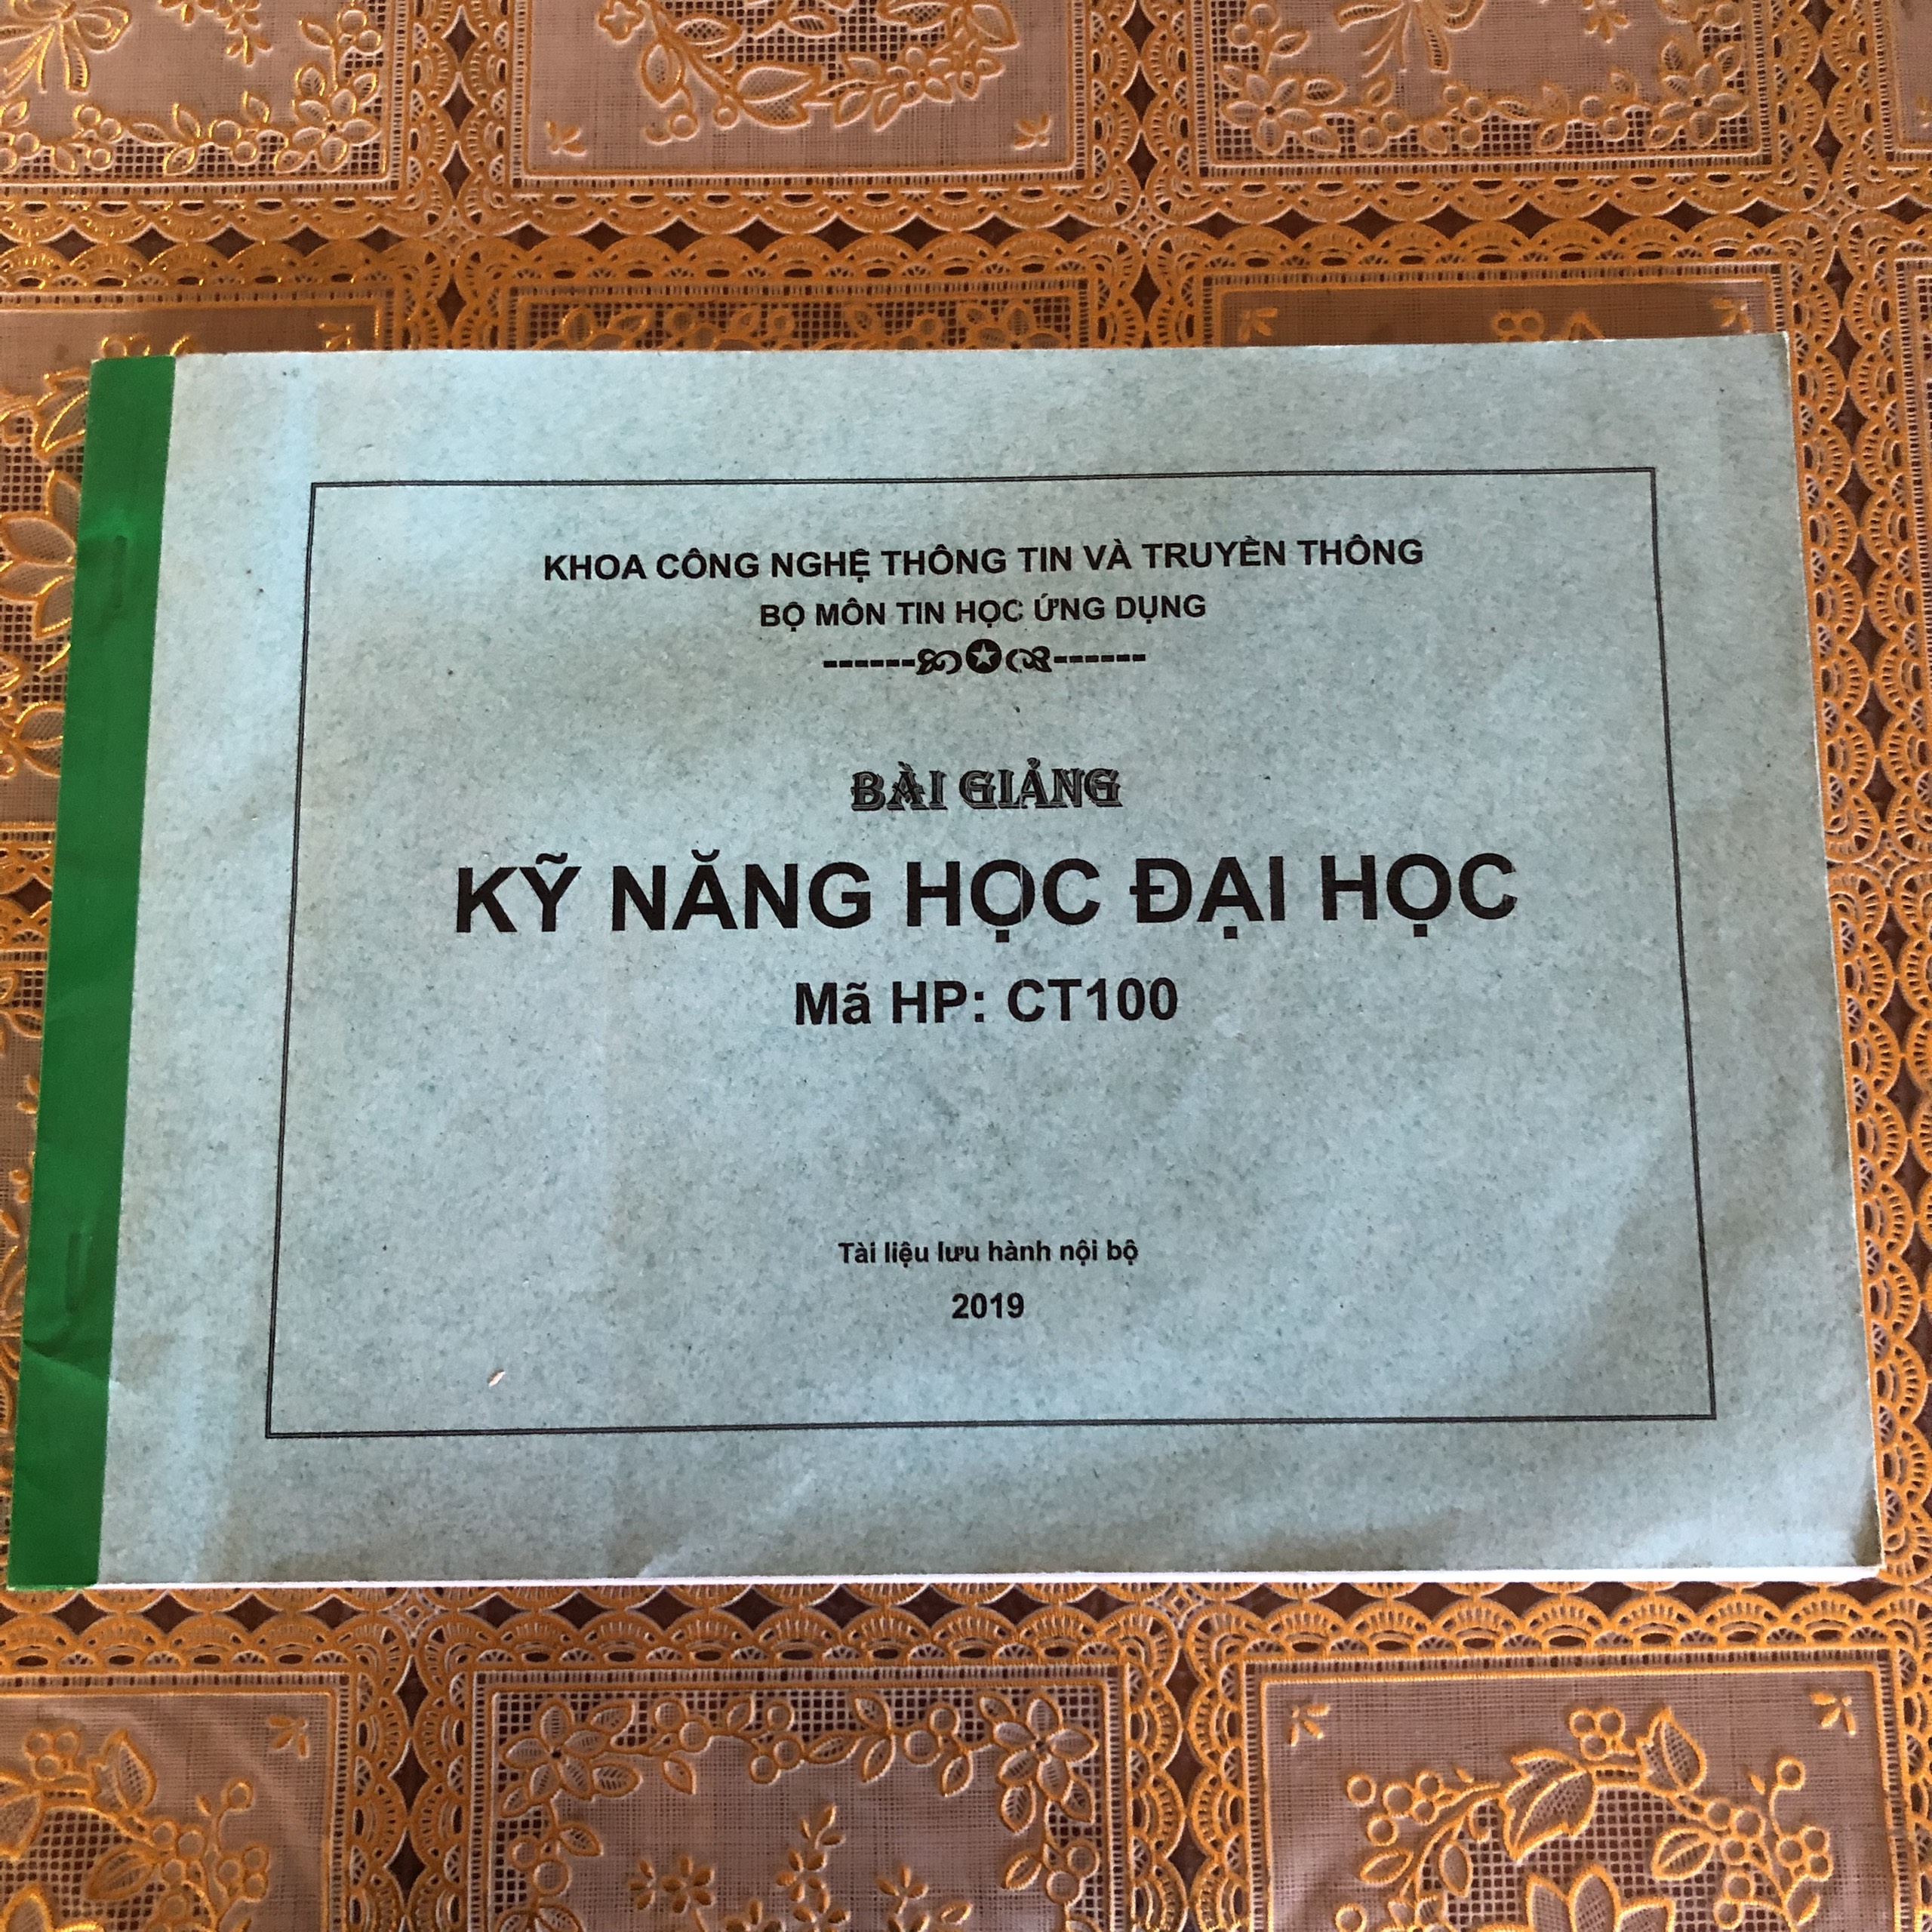 KHOA CÔNG NGHỆ THÔNG TIN VÀ TRUYỀN THÔNG
BỘ MÔN TIN HỌC ỨNG DỤNG
BÀI GIẢNG
KỸ NĂNG HỌC ĐẠI HỌC
Mã HP: CT100
Tài liệu lưu hành nội bộ
2019